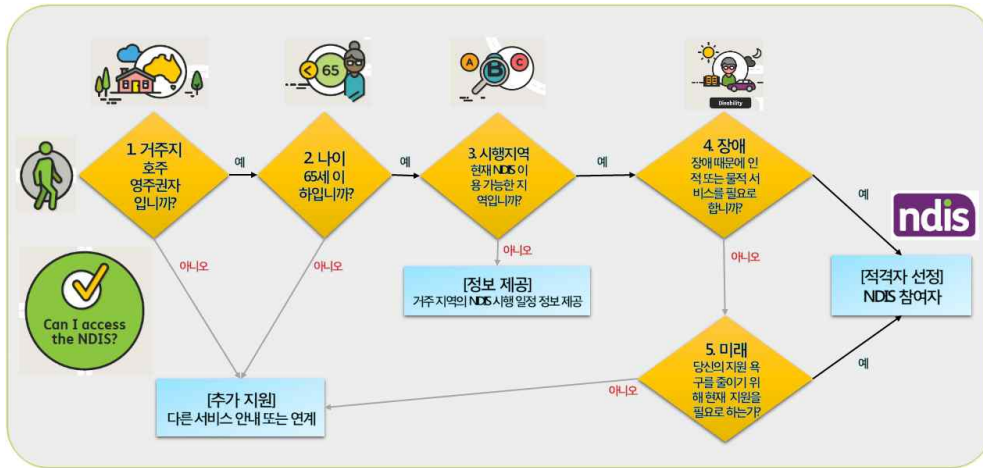 65
A
B
C
Disability
1. 거주지
호주
영주권자
입니까?
예
2. 나이
65세 이
하입니까?
예
3. 시행지역
현재 NDIS 이
용 가능한 지
역입니까?
예
4. 장애
장애 때문에 인
적 또는 물적 서
비스를 필요로
합니까?
예
ndis
아니오
아니오
아니오
아니오
[정보 제공]
거주 지역의 NDIS 시행 일정 정보 제공
[적격자 선정]
NDIS 참여자
Can I access
the NDIS?
5. 미래
당신의 지원 욕
구를 줄이기 위
해 현재 지원을
필요로 하는가?
예
아니오
[추가 지원]
다른 서비스 안내 또는 연계